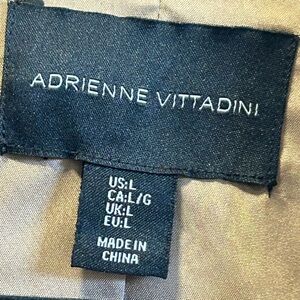 ADRIENNE VITTADINI
US:L
CA:L/G
UK:L
EU:L
MADE IN
CHINA